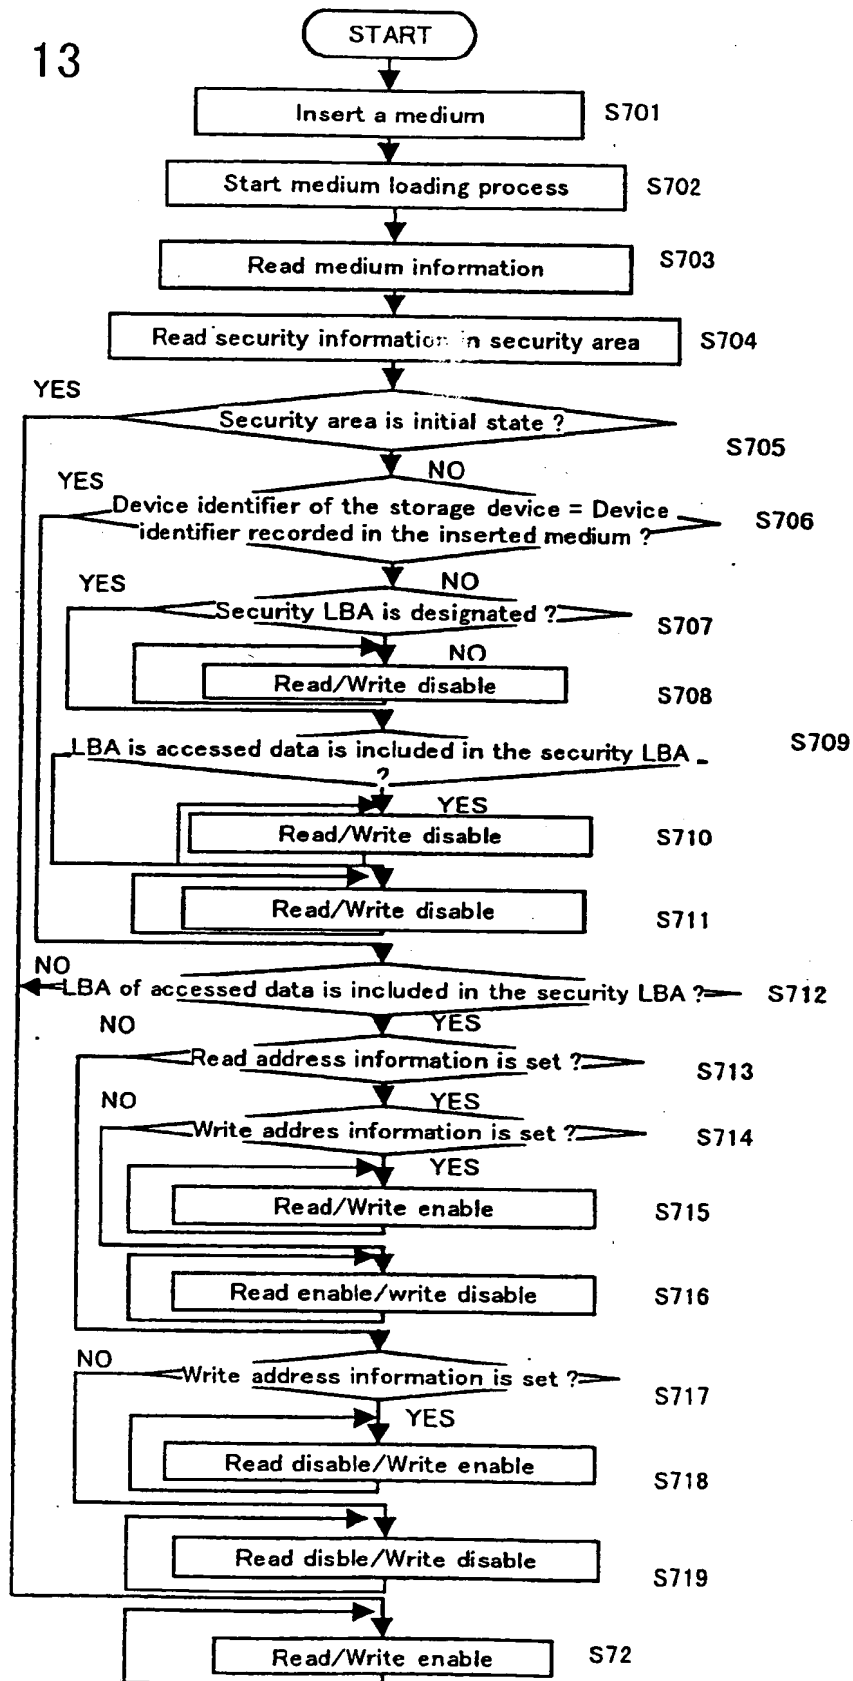 13
START
Insert a medium
S701
Start medium loading process
S702
Read medium information
S703
Read security information in security area
S704
YES
Security area is initial state ?
S705
NO
YES
Device identifier of the storage device = Device
identifier recorded in the inserted medium ?
S706
NO
YES
Security LBA is designated ?
S707
NO
Read/Write disable
S708
LBA is accessed data is included in the security LBA
?
S709
YES
Read/Write disable
S710
Read/Write disable
S711
NO
LBA of accessed data is included in the security LBA ?
S712
YES
NO
Read address information is set ?
S713
YES
NO
Write addres information is set ?
S714
YES
Read/Write enable
S715
Read enable/write disable
S716
NO
Write address information is set ?
S717
YES
Read disable/Write enable
S718
Read disble/Write disable
S719
Read/Write enable
S72